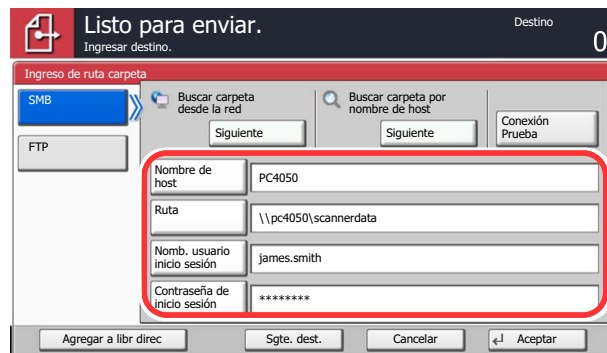 Listo para enviar.
Destino
Ingresar destino.
0
Ingreso de ruta carpeta
SMB
FTP
Buscar carpeta
desde la red
Siguiente
Buscar carpeta por
nombre de host
Siguiente
Conexión
Prueba
Nombre de
host
PC4050
Ruta
\\pc4050\scannerdata
Nomb. usuario
inicio sesión
james.smith
Contraseña de
inicio sesión
********
Agregar a libr direc
Sgte. dest.
Cancelar
Aceptar